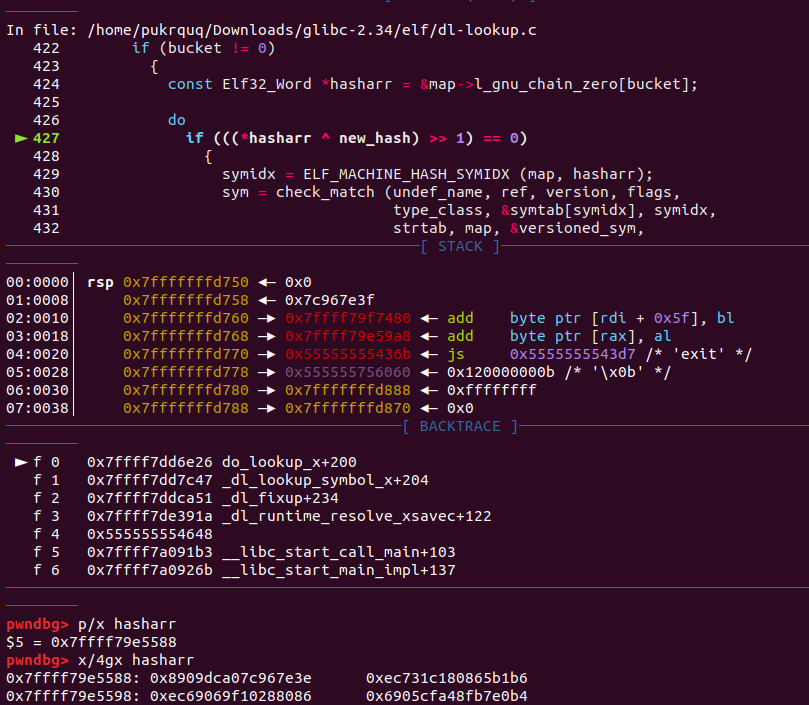 In file: /home/pukrquq/Downloads/glibc-2.34/elf/dl-lookup.c
422 if (bucket != 0)
423 {
424 const Elf32_Word *hasharr = &map->l_gnu_chain_zero[bucket];
425
426 do
► 427 if (((*hasharr ^ new_hash) >> 1) == 0)
428 {
429 symidx = ELF_MACHINE_HASH_SYMIDX (map, hasharr);
430 sym = check_match (undef_name, ref, version, flags,
431 type_class, &symtab[symidx], symidx,
432 strtab, map, &versioned_sym,
[ STACK ]
00:0000│ rsp 0x7fffffffd750 ◄— 0x0
01:0008│ 0x7fffffffd758 ◄— 0x7c967e3f
02:0010│ 0x7fffffffd760 —► 0x7ffff79f7480 ◄— add byte ptr [rdi + 0x5f], bl
03:0018│ 0x7fffffffd768 —► 0x7ffff79e59a8 ◄— add byte ptr [rax], al
04:0020│ 0x7fffffffd770 —► 0x55555555436b ◄— js 0x5555555543d7 /* 'exit' */
05:0028│ 0x7fffffffd778 —► 0x555555756060 ◄— 0x120000000b /* '\x0b' */
06:0030│ 0x7fffffffd780 —► 0x7fffffffd888 ◄— 0xffffffff
07:0038│ 0x7fffffffd788 —► 0x7fffffffd870 ◄— 0x0
[ BACKTRACE ]
► f 0 0x7ffff7dd6e26 do_lookup_x+200
f 1 0x7ffff7dd7c47 _dl_lookup_symbol_x+204
f 2 0x7ffff7ddca51 _dl_fixup+234
f 3 0x7ffff7de391a _dl_runtime_resolve_xsavec+122
f 4 0x555555554648
f 5 0x7ffff7a091b3 __libc_start_call_main+103
f 6 0x7ffff7a0926b __libc_start_main_impl+137
pwndbg> p/x hasharr
$5 = 0x7ffff79e5588
pwndbg> x/4gx hasharr
0x7ffff79e5588: 0x8909dca07c967e3e 0xec731c180865b1b6
0x7ffff79e5598: 0xec69069f10288086 0x6905cfa48fb7e0b4